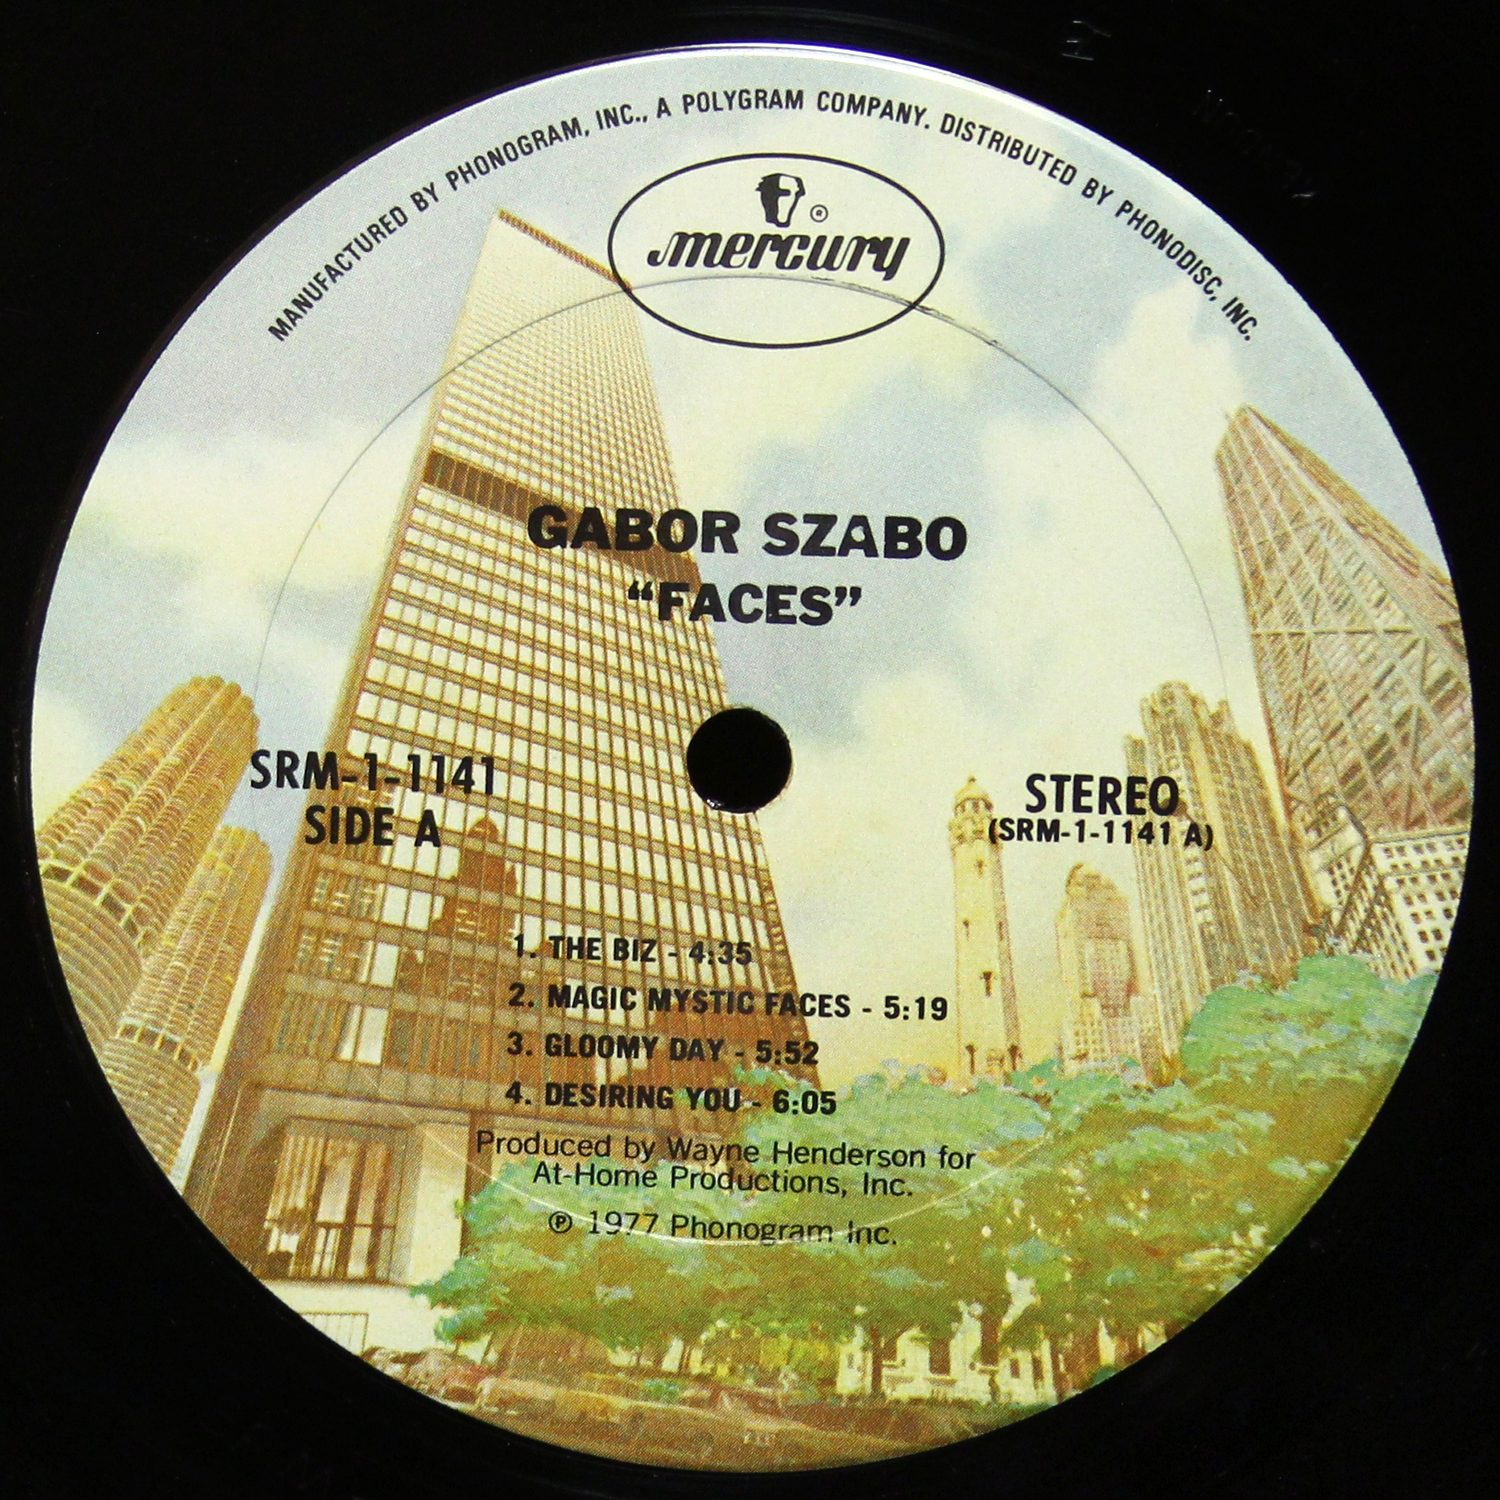 MANUFACTURED BY PHONOGRAM, INC., A POLYGRAM COMPANY. DISTRIBUTED BY PHONODISC, INC.
®
mercury
GABOR SZABO
“FACES”
SRM-1-1141
SIDE A
STEREO
(SRM-1-1141 A)
1. THE BIZ - 4:35
2. MAGIC MYSTIC FACES - 5:19
3. GLOOMY DAY - 5:52
4. DESIRING YOU - 6:05
Produced by Wayne Henderson for
At-Home Productions, Inc.
℗ 1977 Phonogram Inc.